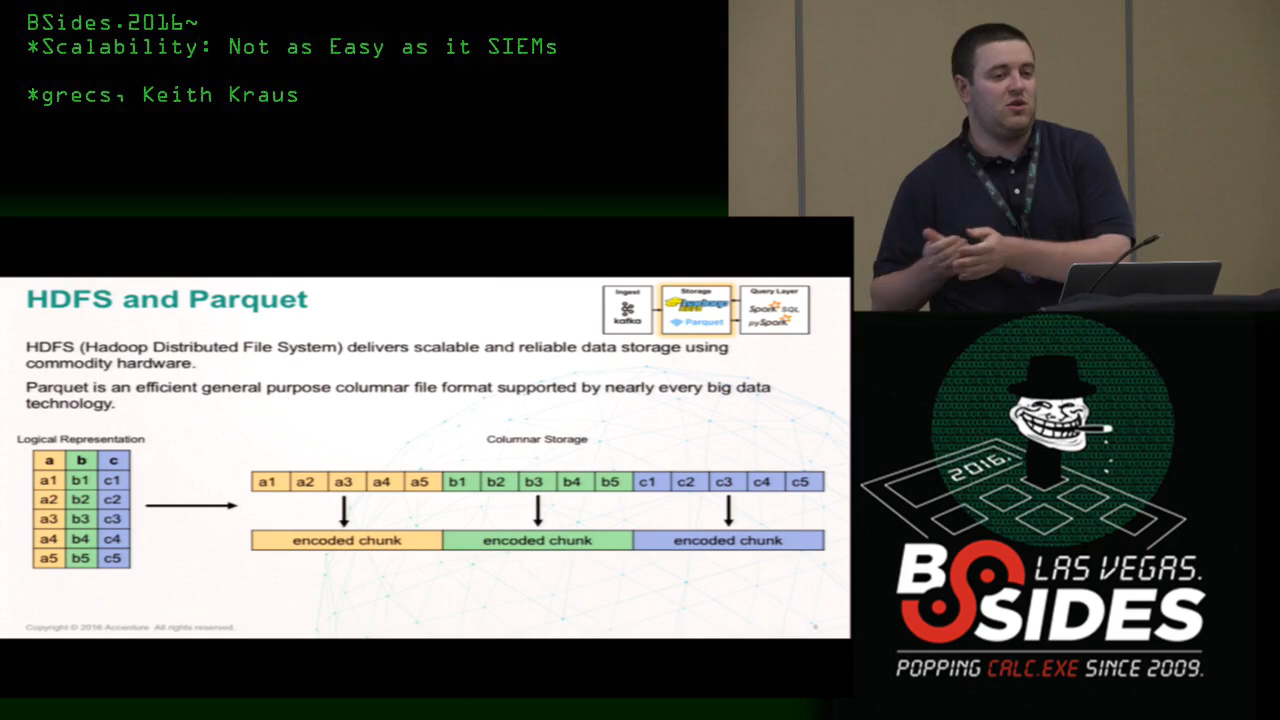 BSides.2016~
*Scalability: Not as Easy as it SIEMs
*grecs, Keith Kraus
HDFS and Parquet
Ingest
kafka
Storage
hadoop
HDFS
Parquet
Query Layer
Spark SQL
pySpark
HDFS (Hadoop Distributed File System) delivers scalable and reliable data storage using
commodity hardware.
Parquet is an efficient general purpose columnar file format supported by nearly every big data
technology.
Logical Representation
a b c
a1 b1 c1
a2 b2 c2
a3 b3 c3
a4 b4 c4
a5 b5 c5
Columnar Storage
a1 a2 a3 a4 a5 b1 b2 b3 b4 b5 c1 c2 c3 c4 c5
encoded chunk encoded chunk encoded chunk
Copyright © 2016 Accenture All rights reserved.
2016.
BSIDES
LAS VEGAS.
POPPING CALC.EXE SINCE 2009.